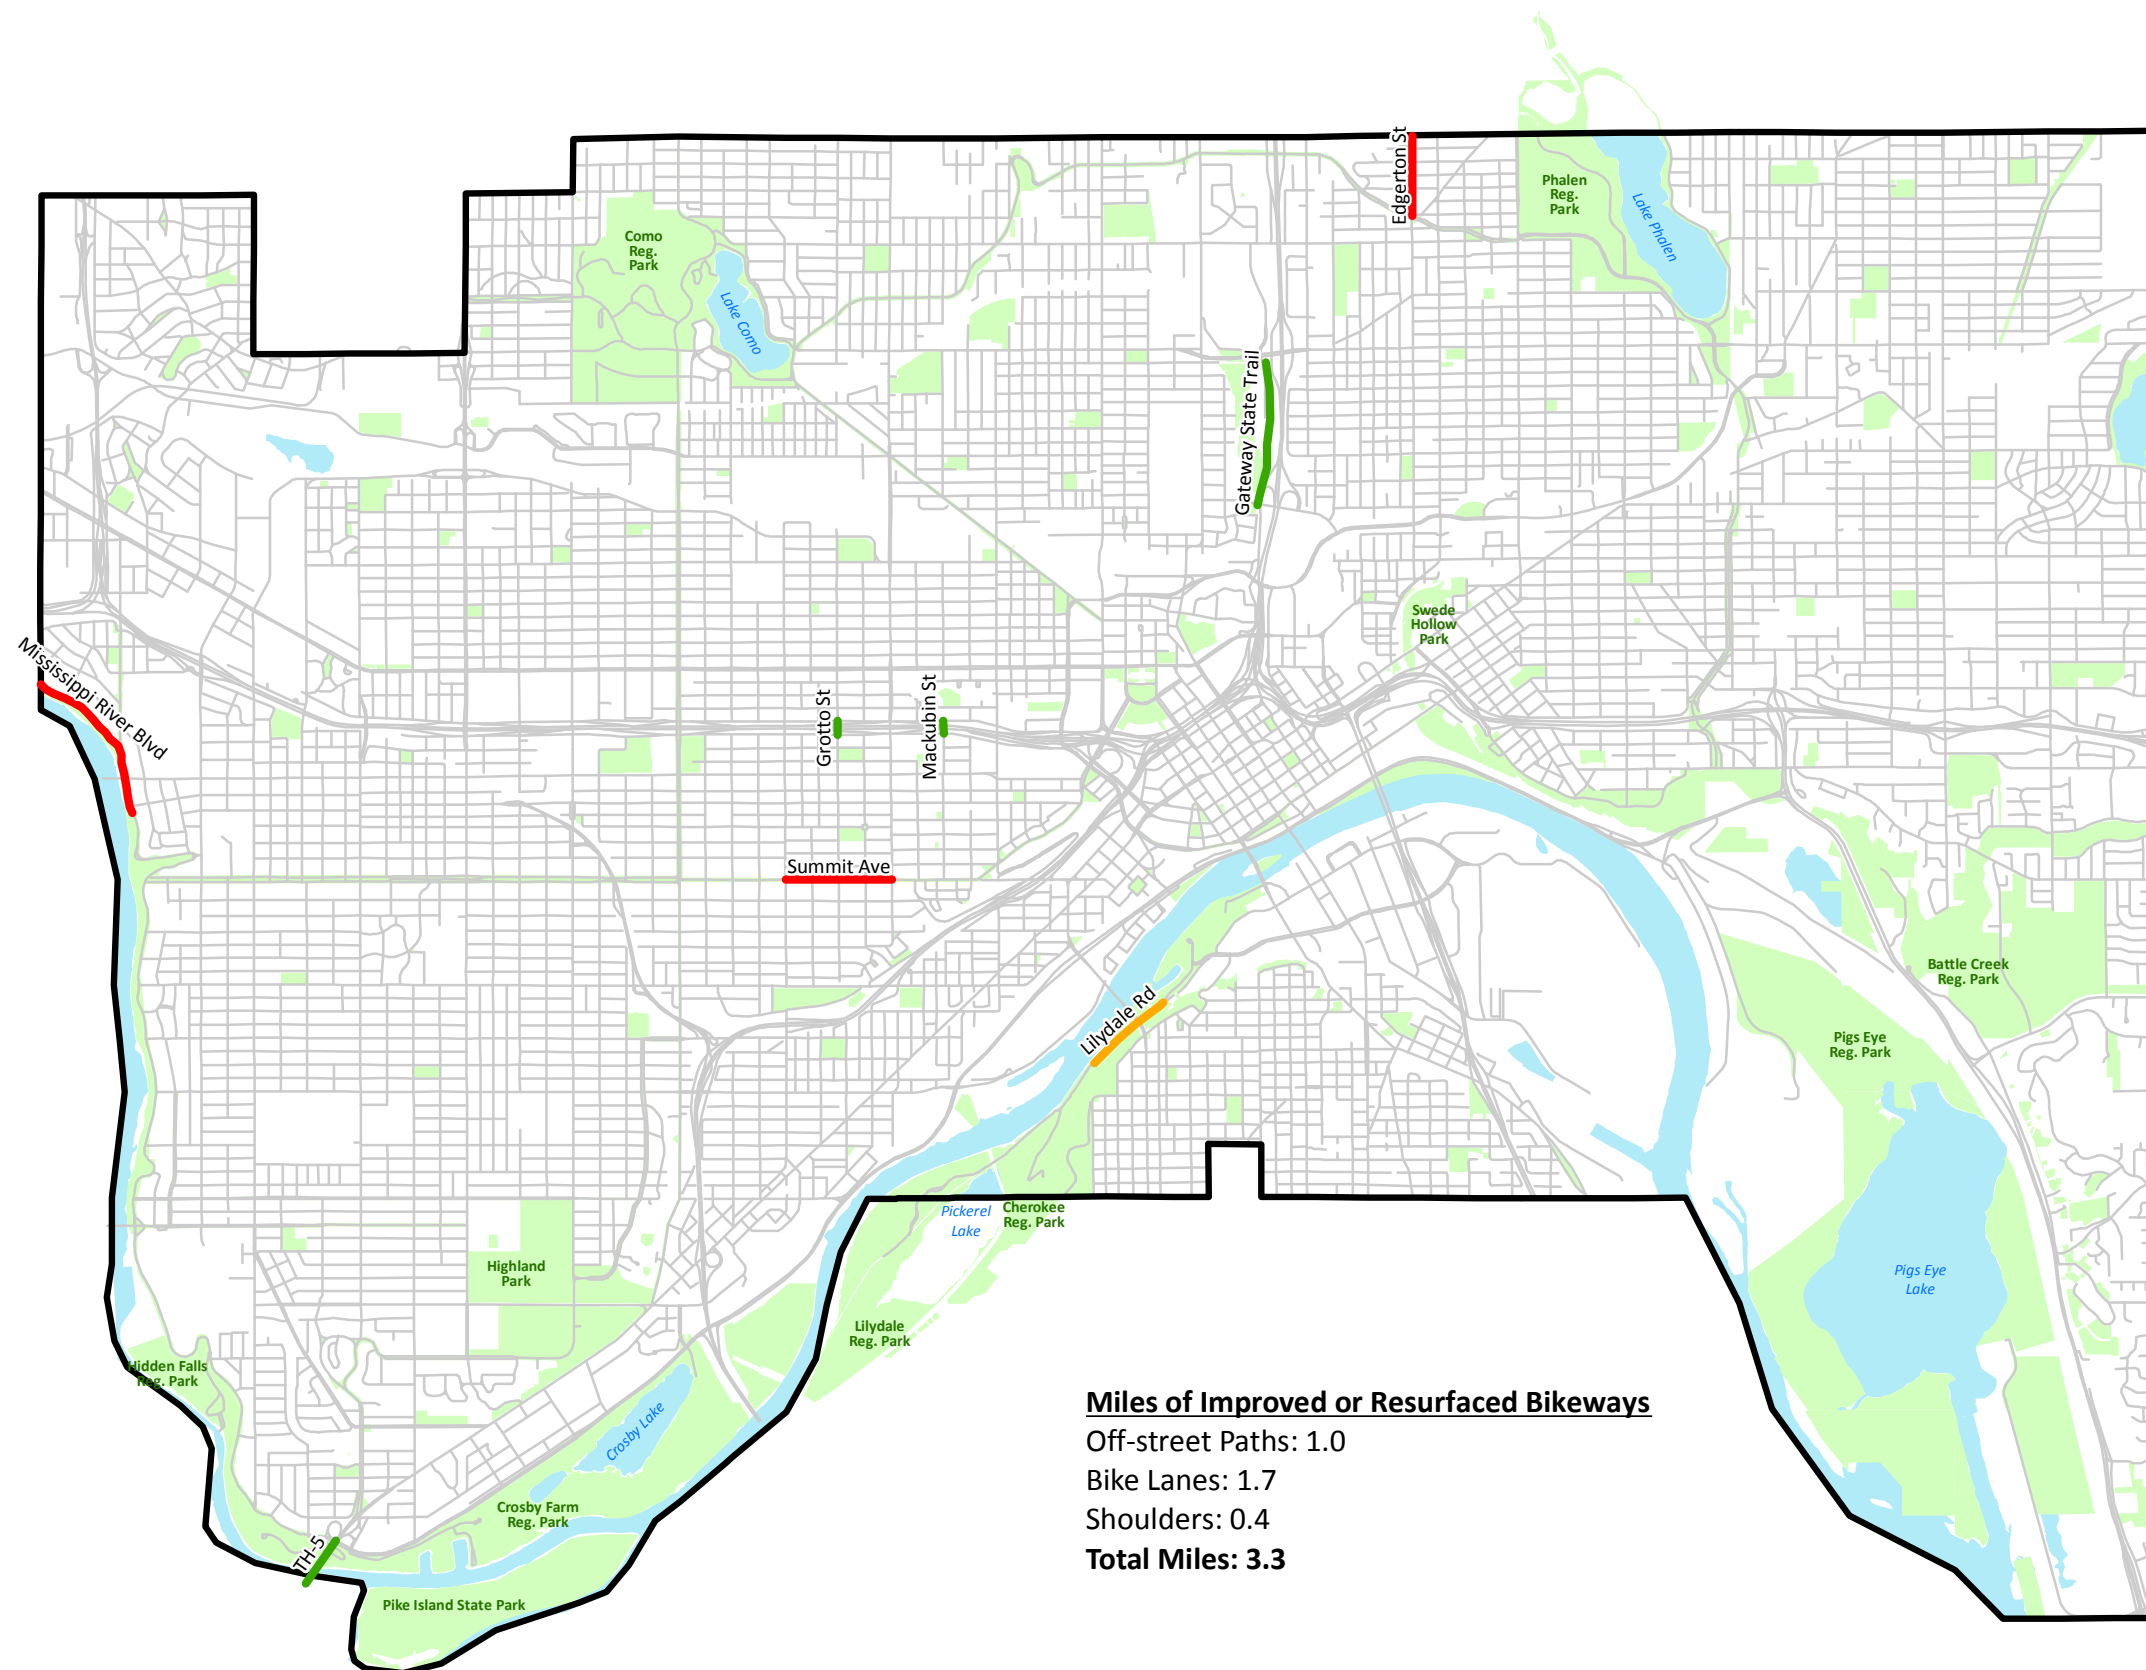 Edgerton St
Phalen
Reg.
Park
Lake Phalen
Como
Reg.
Park
Lake Como
Gateway State Trail
Swede
Hollow
Park
Mississippi River Blvd
Grotto St
Mackubin St
Summit Ave
Battle Creek
Reg. Park
Lilydale Rd
Pigs Eye
Reg. Park
Pickerel
Lake
Cherokee
Reg. Park
Highland
Park
Pigs Eye
Lake
Lilydale
Reg. Park
Hidden Falls
Reg. Park
Crosby Lake
Crosby Farm
Reg. Park
TH-5
Pike Island State Park
Miles of Improved or Resurfaced Bikeways
Off-street Paths: 1.0
Bike Lanes: 1.7
Shoulders: 0.4
Total Miles: 3.3